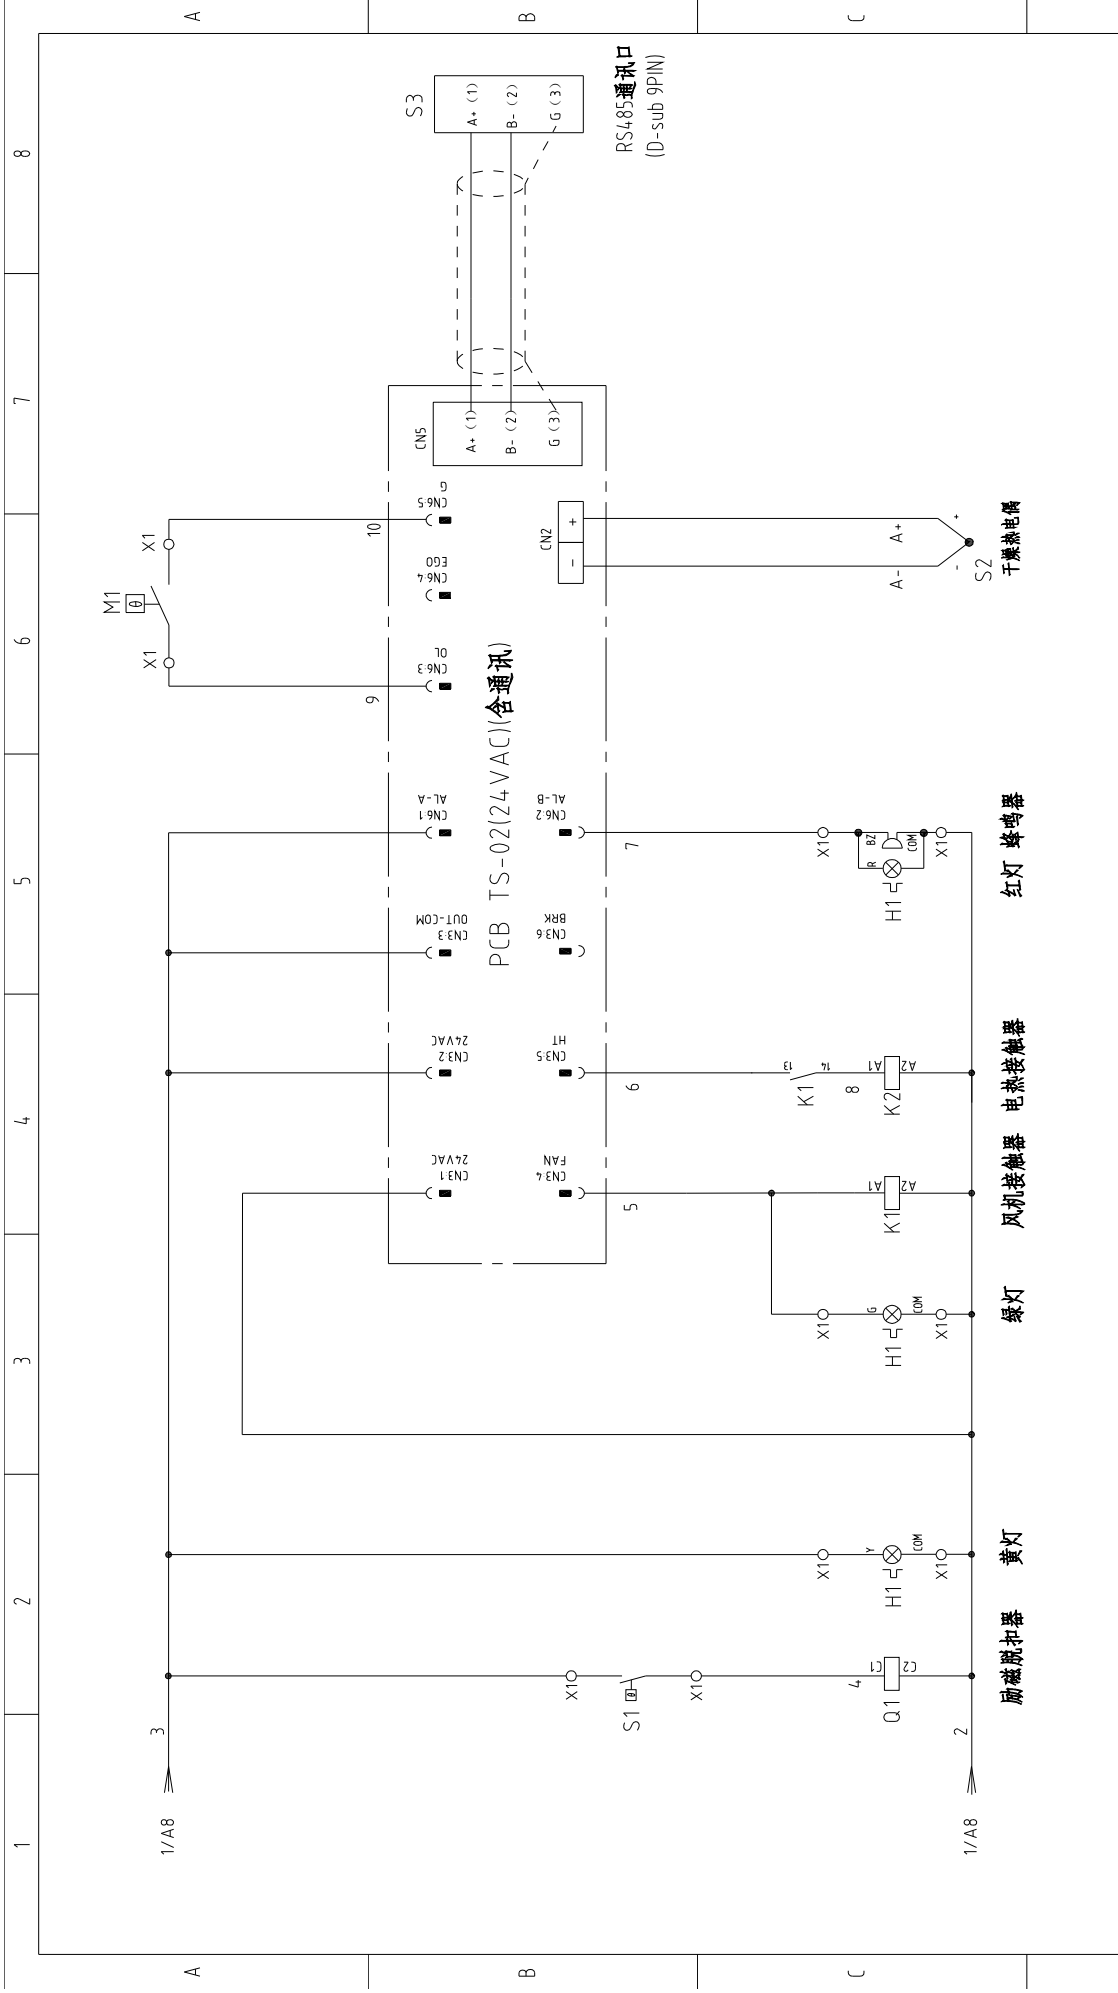 1
2
3
4
5
6
7
8
A
B
C
A
B
C
1/A8
3
1/A8
2
M1
θ
X1
X1
9
10
PCB TS-02(24VAC)(含通讯)
CN3:1
24VAC
CN3:2
24VAC
CN3:3
OUT-COM
CN6:1
AL-A
CN6:3
OL
CN6:4
EGO
CN6:5
G
CN3:4
FAN
CN3:5
HT
CN3:6
BRK
CN6:2
AL-B
CN2
- +
CN5
A+ (1)
B- (2)
G (3)
S3
A+ (1)
B- (2)
G (3)
RS485通讯口
(D-sub 9PIN)
X1
S1
θ
X1
4
Q1
C1
C2
励磁脱扣器
X1
Y
H1
COM
X1
黄灯
X1
G
H1
COM
X1
绿灯
5
K1
A1
A2
风机接触器
6
K1
13
14
8
K2
A1
A2
电热接触器
7
X1
R
BZ
H1
COM
X1
红灯 蜂鸣器
A-
A+
-
+
S2
干燥热电偶